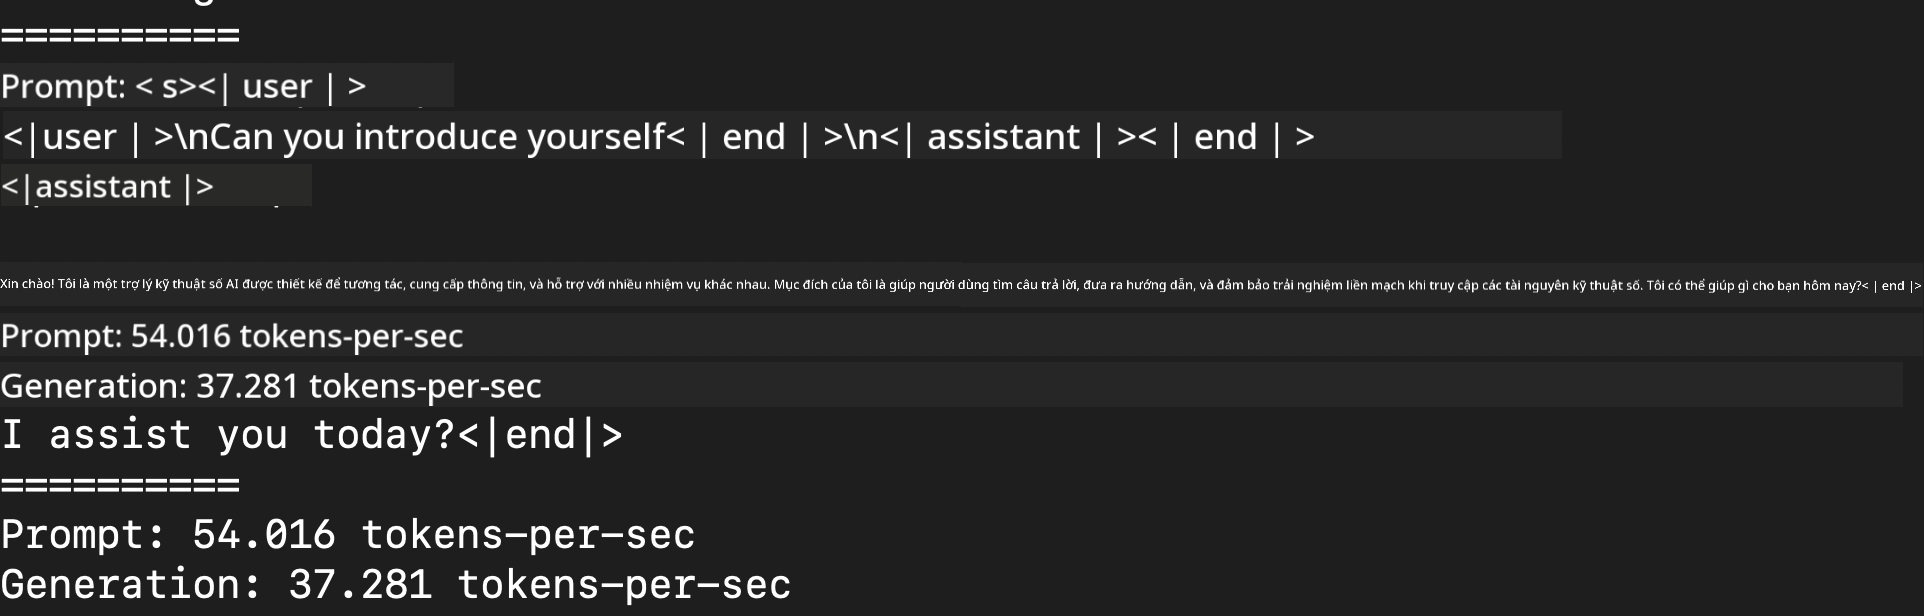 ==========
Prompt: < s><| user | >
<|user | >\nCan you introduce yourself< | end | >\n<| assistant | >< | end | >
<|assistant |>
Xin chào! Tôi là một trợ lý kỹ thuật số AI được thiết kế để tương tác, cung cấp thông tin, và hỗ trợ với nhiều nhiệm vụ khác nhau. Mục đích của tôi là giúp người dùng tìm câu trả lời, đưa ra hướng dẫn, và đảm bảo trải nghiệm liền mạch khi truy cập các tài nguyên kỹ thuật số. Tôi có thể giúp gì cho bạn hôm nay?< | end |>
Prompt: 54.016 tokens-per-sec
Generation: 37.281 tokens-per-sec
I assist you today?<|end|>
==========
Prompt: 54.016 tokens-per-sec
Generation: 37.281 tokens-per-sec